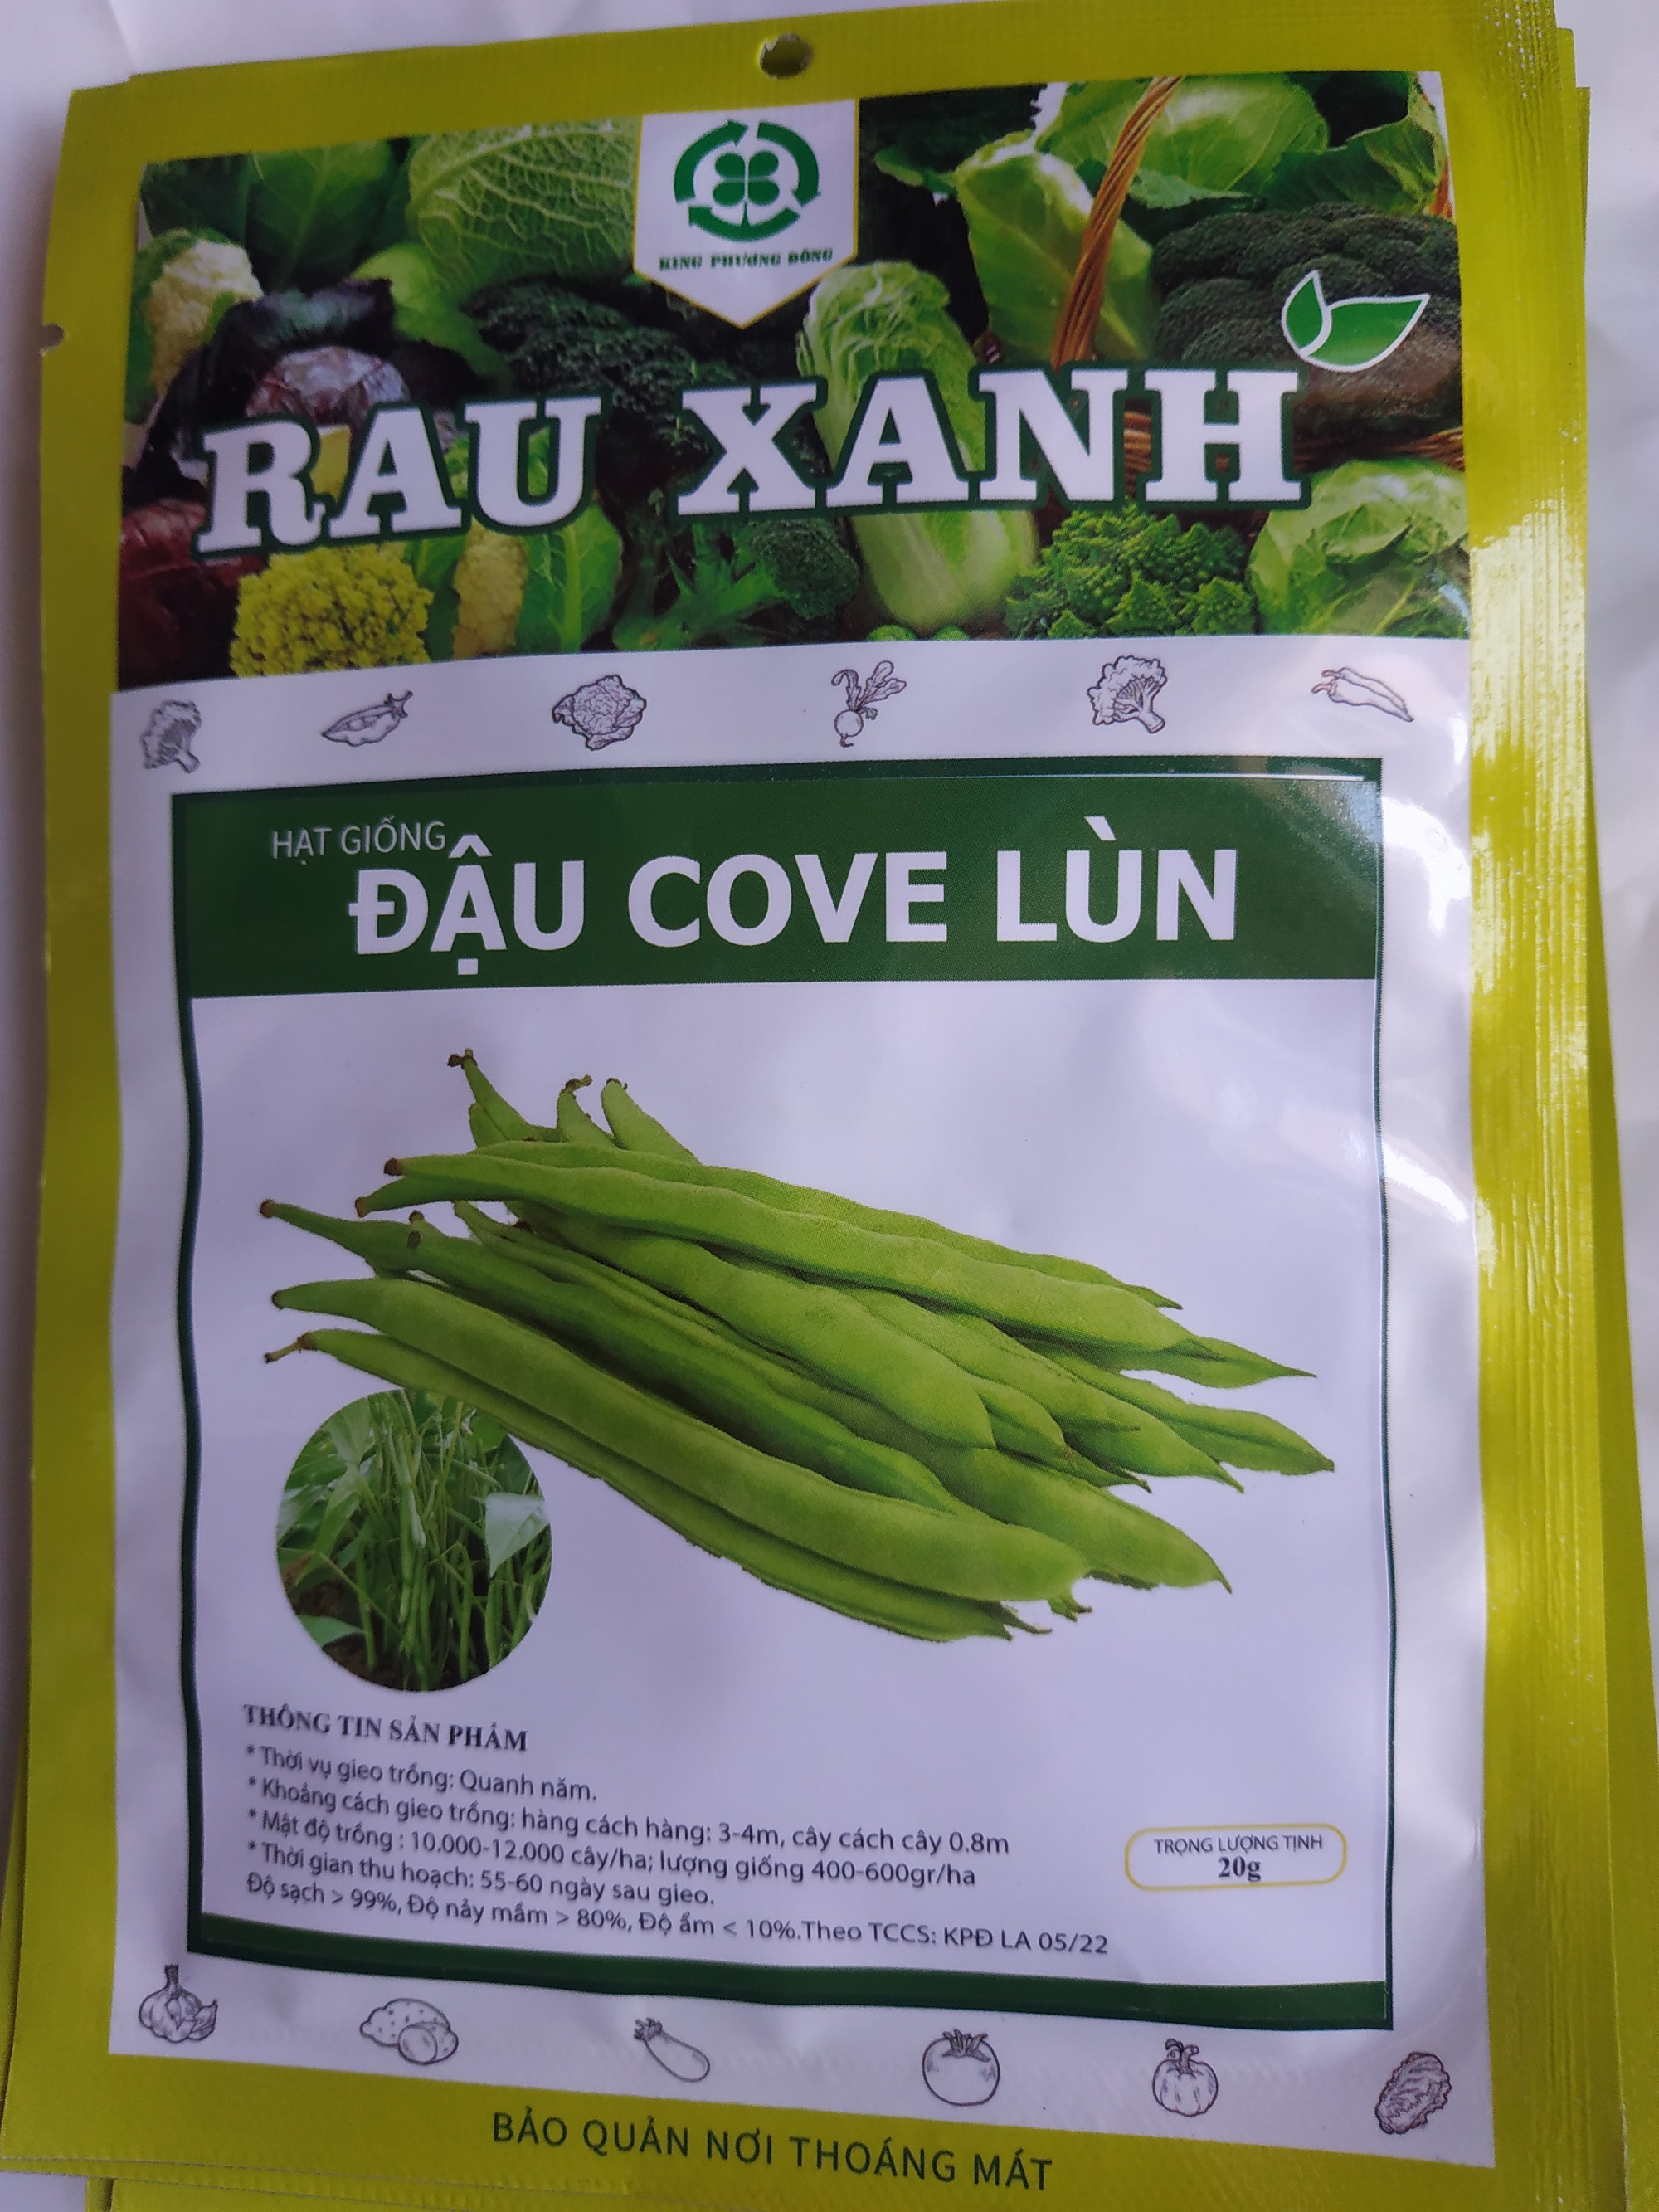 KING PHƯƠNG ĐÔNG
RAU XANH
HẠT GIỐNG
ĐẬU COVE LÙN
THÔNG TIN SẢN PHẨM
* Thời vụ gieo trồng: Quanh năm.
* Khoảng cách gieo trồng: hàng cách hàng: 3-4m, cây cách cây 0.8m
* Mật độ trồng : 10.000-12.000 cây/ha; lượng giống 400-600gr/ha
* Thời gian thu hoạch: 55-60 ngày sau gieo.
Độ sạch > 99%, Độ nảy mầm > 80%, Độ ẩm < 10%.Theo TCCS: KPĐ LA 05/22
TRỌNG LƯỢNG TỊNH
20g
BẢO QUẢN NƠI THOÁNG MÁT